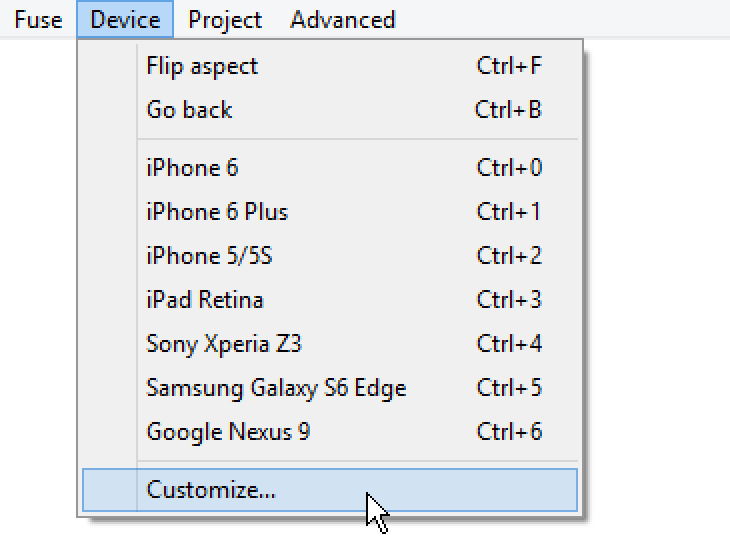 Fuse Device Project Advanced
Flip aspect Ctrl+F
Go back Ctrl+B
iPhone 6 Ctrl+0
iPhone 6 Plus Ctrl+1
iPhone 5/5S Ctrl+2
iPad Retina Ctrl+3
Sony Xperia Z3 Ctrl+4
Samsung Galaxy S6 Edge Ctrl+5
Google Nexus 9 Ctrl+6
Customize...